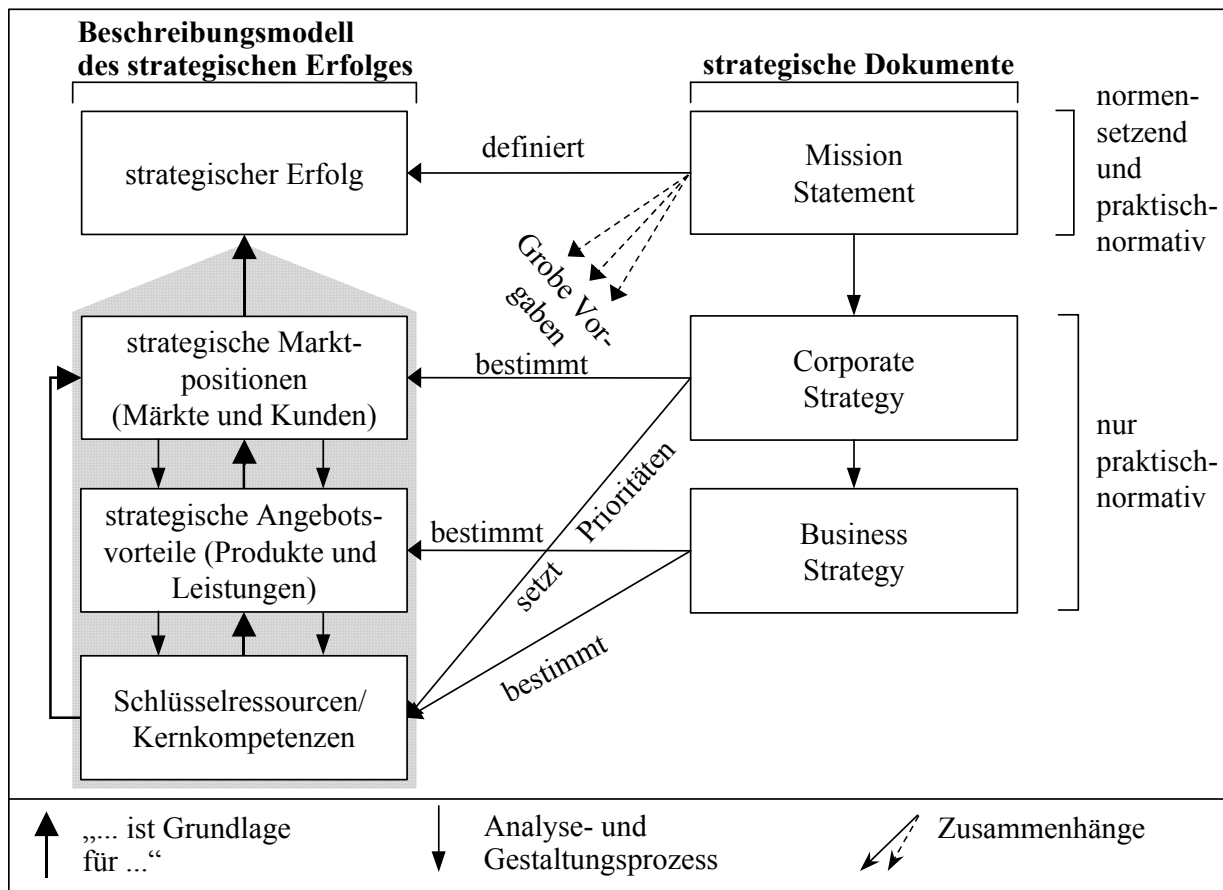 Beschreibungsmodell
des strategischen Erfolges
strategische Dokumente
strategischer Erfolg
definiert
Mission
Statement
normen-
setzend
und
praktisch-
normativ
Grobe Vor-
gaben
strategische Markt-
positionen
(Märkte und Kunden)
bestimmt
Corporate
Strategy
setzt Prioritäten
nur
praktisch-
normativ
strategische Angebots-
vorteile (Produkte und
Leistungen)
bestimmt
Business
Strategy
bestimmt
Schlüsselressourcen/
Kernkompetenzen
„... ist Grundlage
für ...“
Analyse- und
Gestaltungsprozess
Zusammenhänge